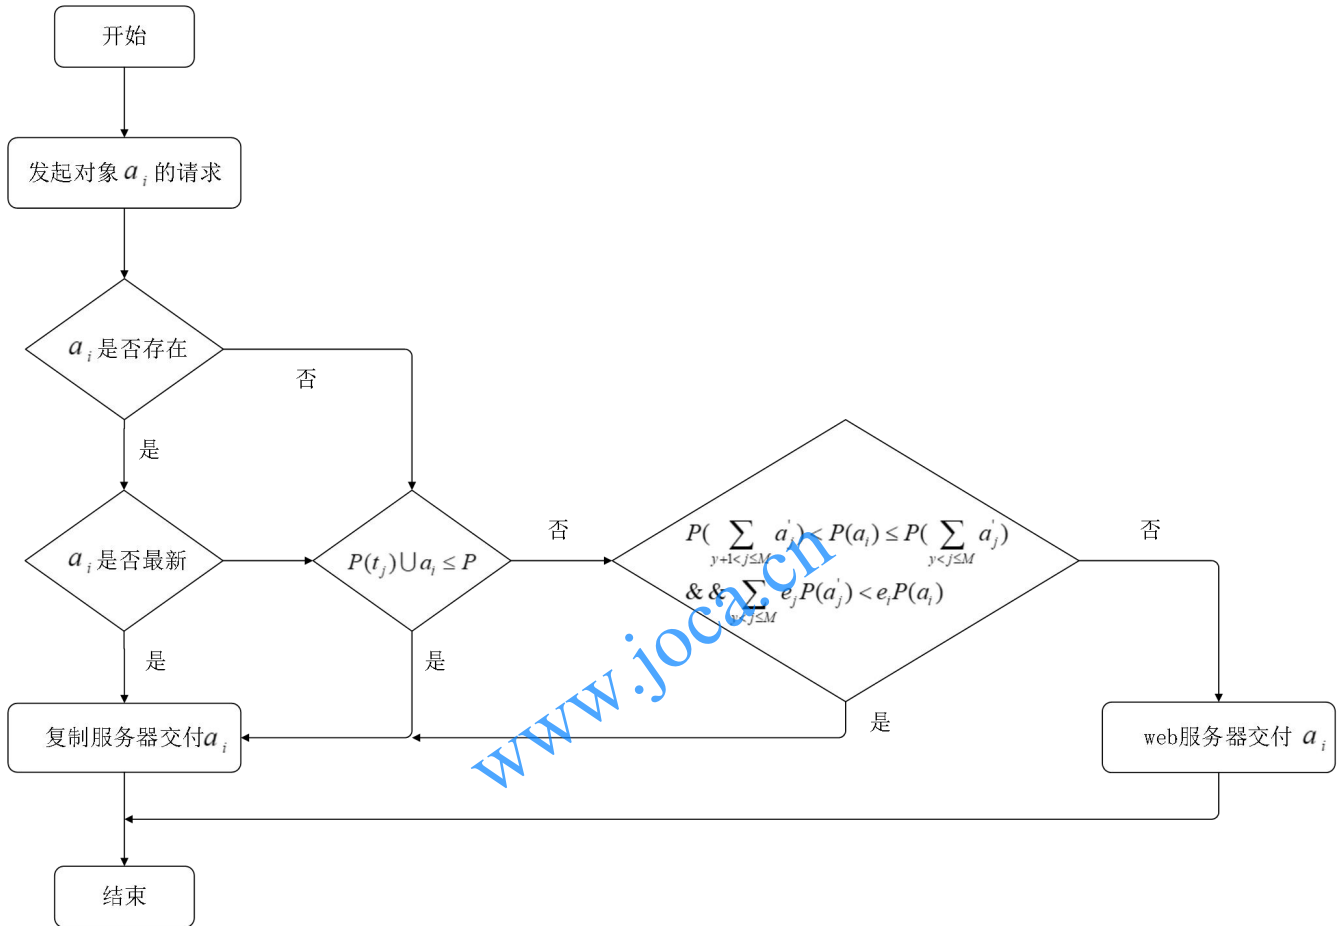 开始
发起对象 a_i 的请求
a_i 是否存在
否
是
a_i 是否最新
P(t_j)⋃a_i ≤ P
否
P(∑_{y+1<j≤M} a'_j) < P(a_i) ≤ P(∑_{y<j≤M} a'_j)
&&∑_{y<j≤M} e_j P(a'_j) < e_i P(a_i)
否
是
是
是
复制服务器交付a_i
web服务器交付 a_i
结束
www.joca.cn